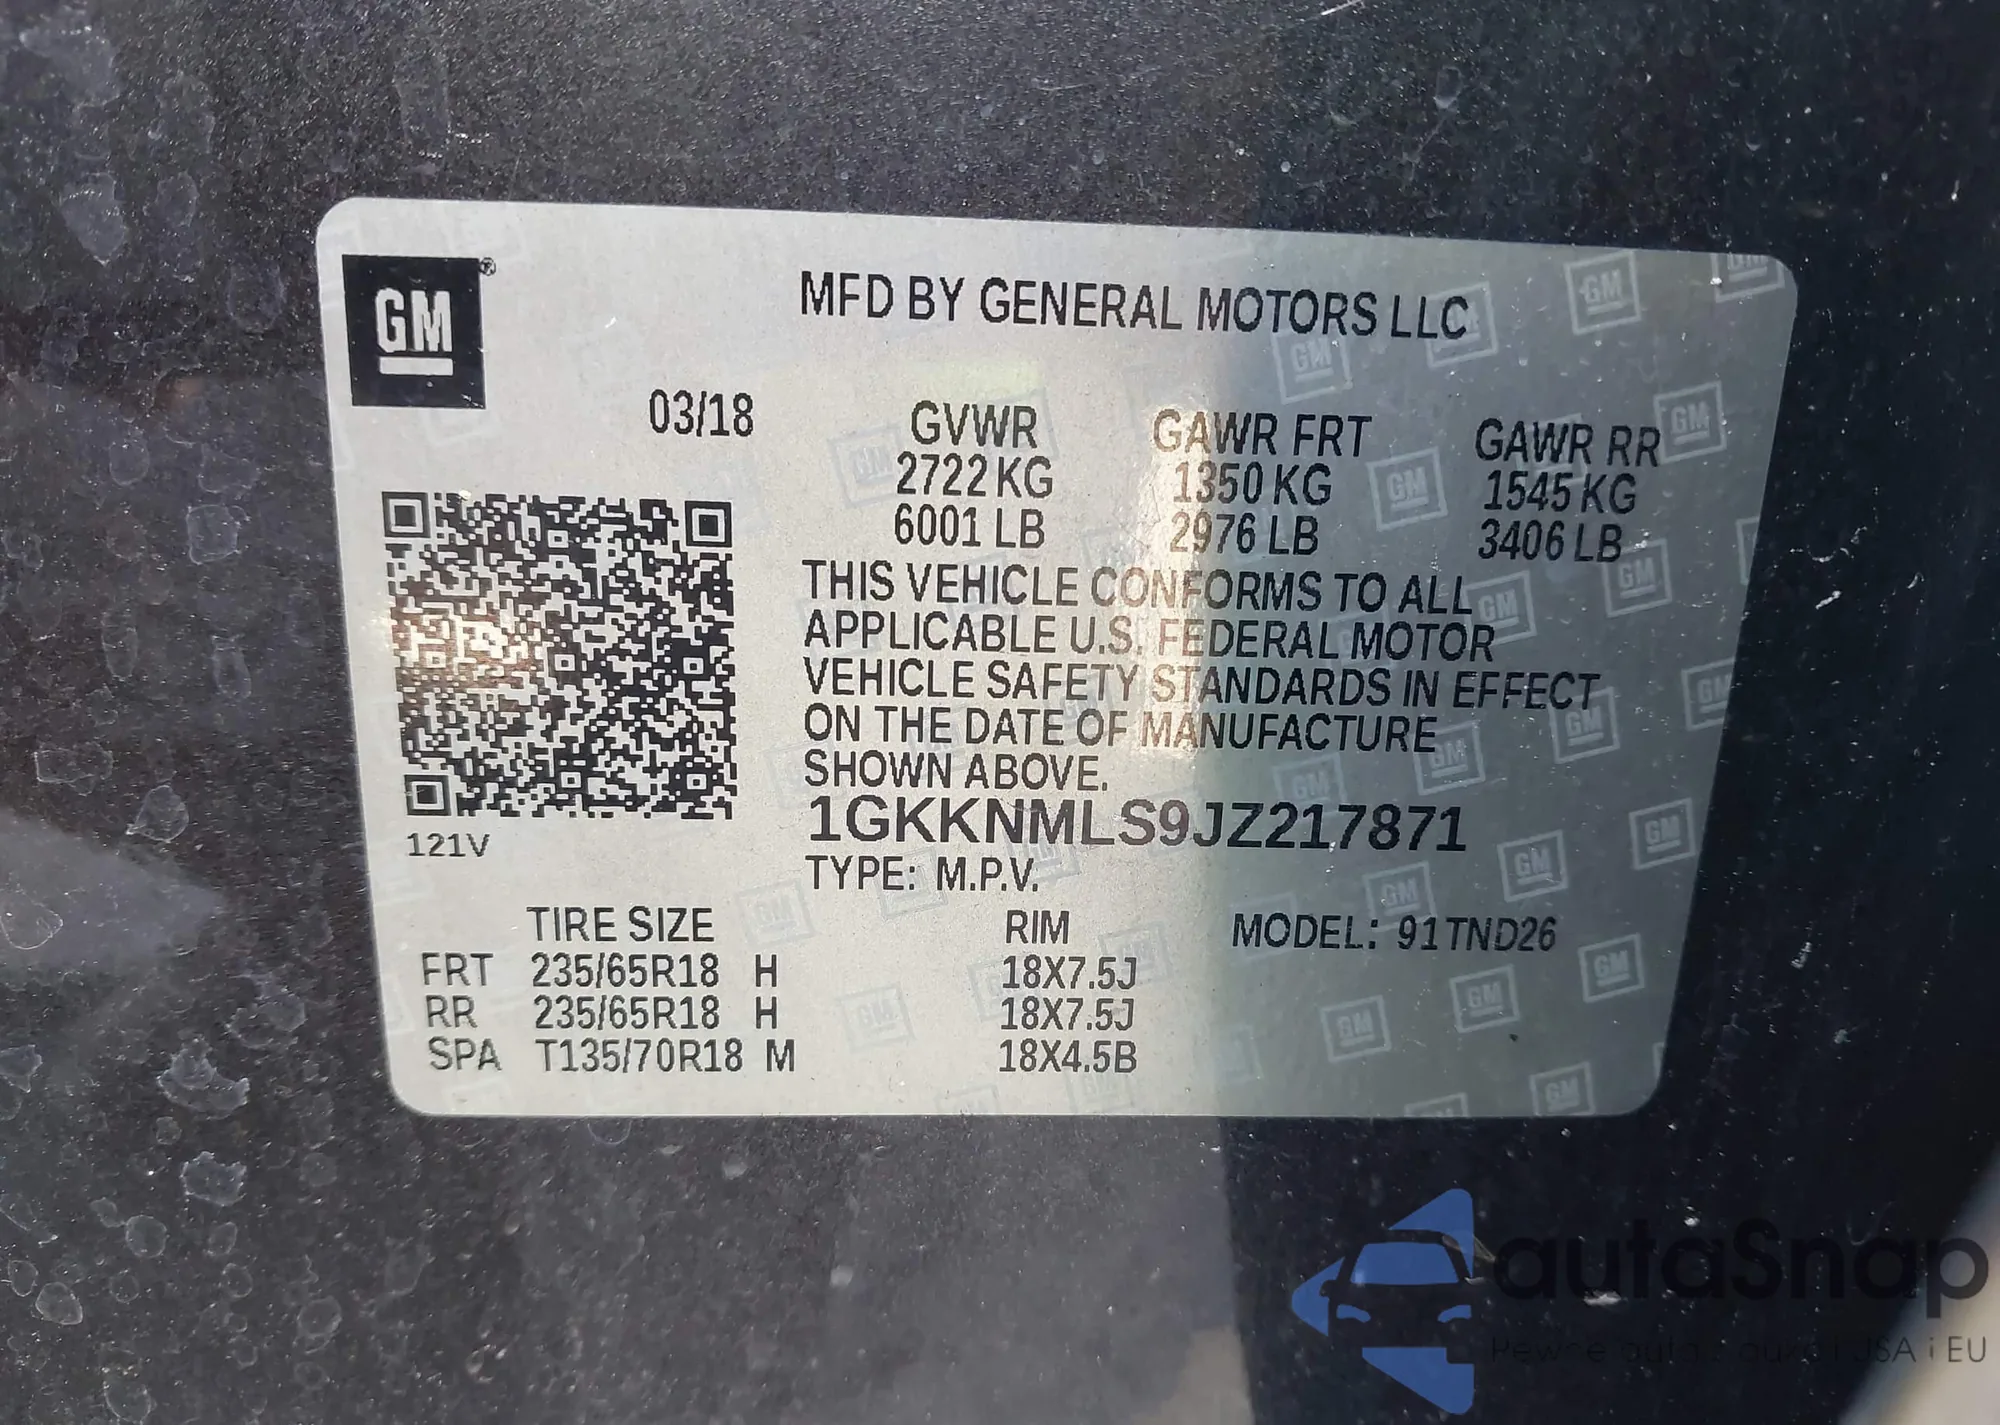 GM®
MFD BY GENERAL MOTORS LLC
03/18
GVWR GAWR FRT GAWR RR
2722 KG 1350 KG 1545 KG
6001 LB 2976 LB 3406 LB
THIS VEHICLE CONFORMS TO ALL
APPLICABLE U.S. FEDERAL MOTOR
VEHICLE SAFETY STANDARDS IN EFFECT
ON THE DATE OF MANUFACTURE
SHOWN ABOVE.
1GKKNMLS9JZ217871
121V
TYPE: M.P.V.
TIRE SIZE RIM MODEL: 91TND26
FRT 235/65R18 H 18X7.5J
RR 235/65R18 H 18X7.5J
SPA T135/70R18 M 18X4.5B
autaSnap
USA i EU